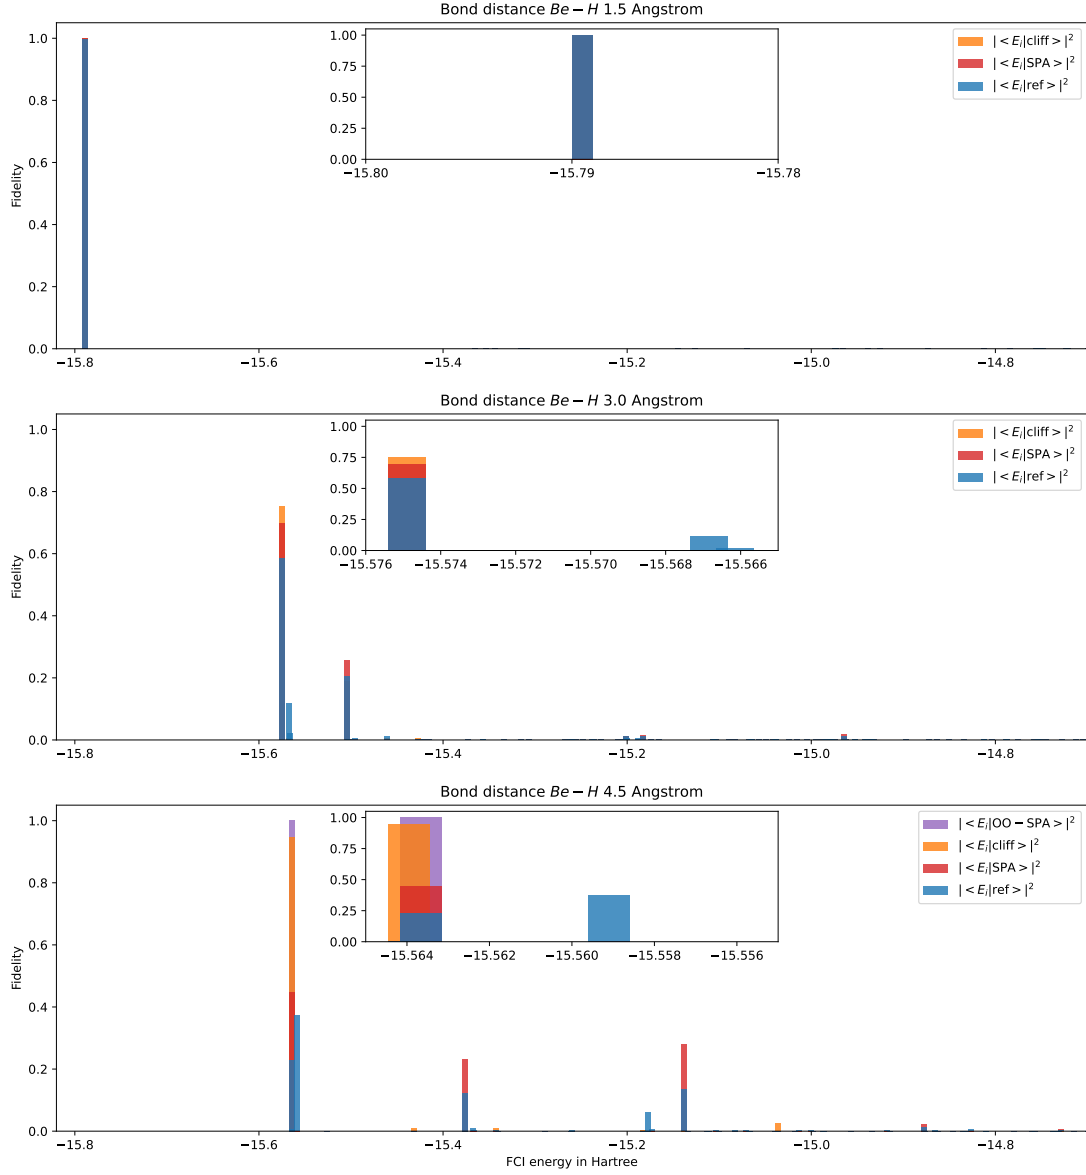 Bond distance Be − H 1.5 Angstrom
1.0
0.8
0.6
0.4
0.2
0.0
Fidelity
1.00
0.75
0.50
0.25
0.00
−15.80 −15.79 −15.78
|<E_i|cliff>|²
|<E_i|SPA>|²
|<E_i|ref>|²
−15.8 −15.6 −15.4 −15.2 −15.0 −14.8
Bond distance Be − H 3.0 Angstrom
1.0
0.8
0.6
0.4
0.2
0.0
Fidelity
1.00
0.75
0.50
0.25
0.00
−15.576 −15.574 −15.572 −15.570 −15.568 −15.566
|<E_i|cliff>|²
|<E_i|SPA>|²
|<E_i|ref>|²
−15.8 −15.6 −15.4 −15.2 −15.0 −14.8
Bond distance Be − H 4.5 Angstrom
1.0
0.8
0.6
0.4
0.2
0.0
Fidelity
1.00
0.75
0.50
0.25
0.00
−15.564 −15.562 −15.560 −15.558 −15.556
|<E_i|OO − SPA>|²
|<E_i|cliff>|²
|<E_i|SPA>|²
|<E_i|ref>|²
−15.8 −15.6 −15.4 −15.2 −15.0 −14.8
FCI energy in Hartree